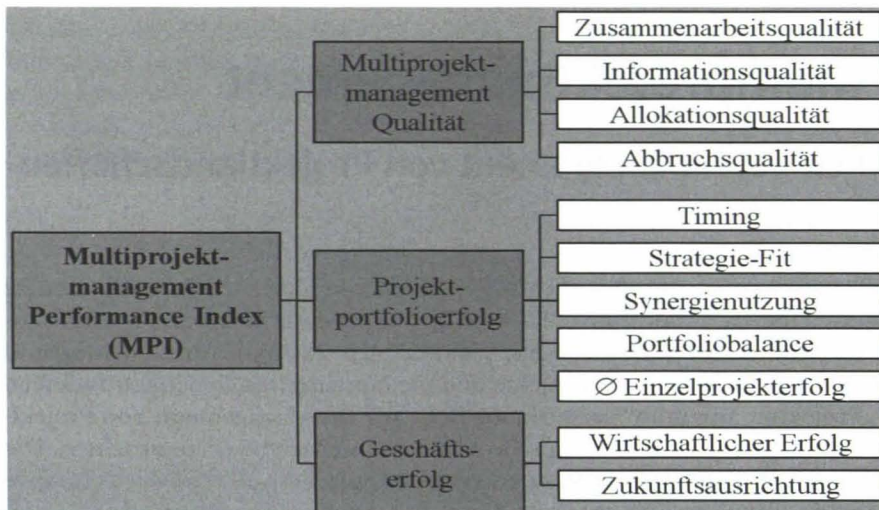 Multiprojekt-
management
Performance Index
(MPI)
Multiprojekt-
management
Qualität
Zusammenarbeitsqualität
Informationsqualität
Allokationsqualität
Abbruchsqualität
Projekt-
portfolioerfolg
Timing
Strategie-Fit
Synergienutzung
Portfoliobalance
Ø Einzelprojekterfolg
Geschäfts-
erfolg
Wirtschaftlicher Erfolg
Zukunftsausrichtung